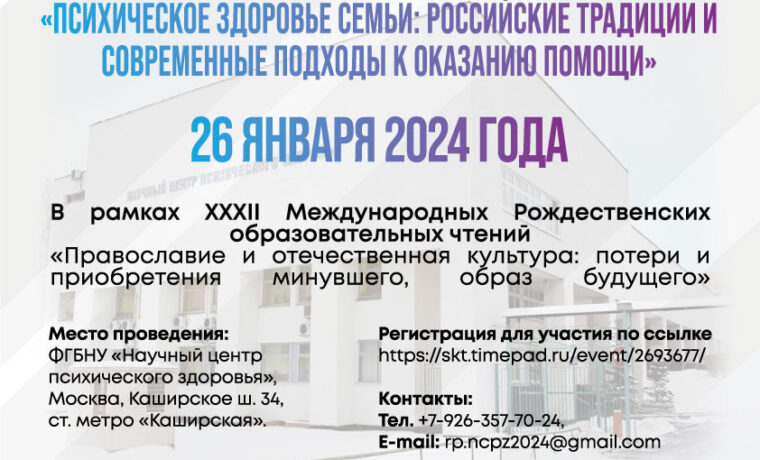 «ПСИХИЧЕСКОЕ ЗДОРОВЬЕ СЕМЬИ: РОССИЙСКИЕ ТРАДИЦИИ И
СОВРЕМЕННЫЕ ПОДХОДЫ К ОКАЗАНИЮ ПОМОЩИ»
26 ЯНВАРЯ 2024 ГОДА
В рамках XXXII Международных Рождественских
образовательных чтений
«Православие и отечественная культура: потери и
приобретения минувшего, образ будущего»
Место проведения:
ФГБНУ «Научный центр
психического здоровья»,
Москва, Каширское ш. 34,
ст. метро «Каширская».
Регистрация для участия по ссылке
https://skt.timepad.ru/event/2693677/
Контакты:
Тел. +7-926-357-70-24,
E-mail: rp.ncpz2024@gmail.com